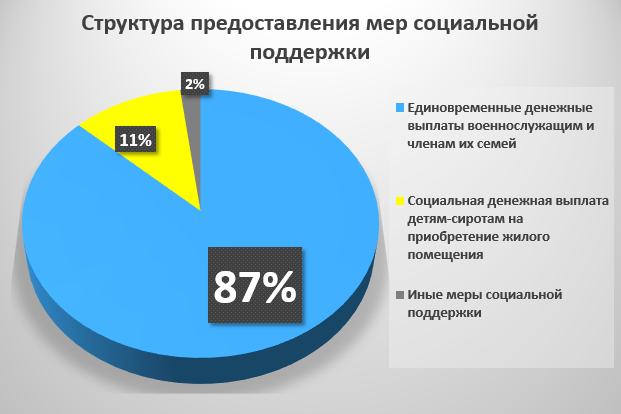 Структура предоставления мер социальной
поддержки
2%
11%
87%
Единовременные денежные
выплаты военнослужащим и
членам их семей
Социальная денежная выплата
детям-сиротам на
приобретение жилого
помещения
Иные меры социальной
поддержки